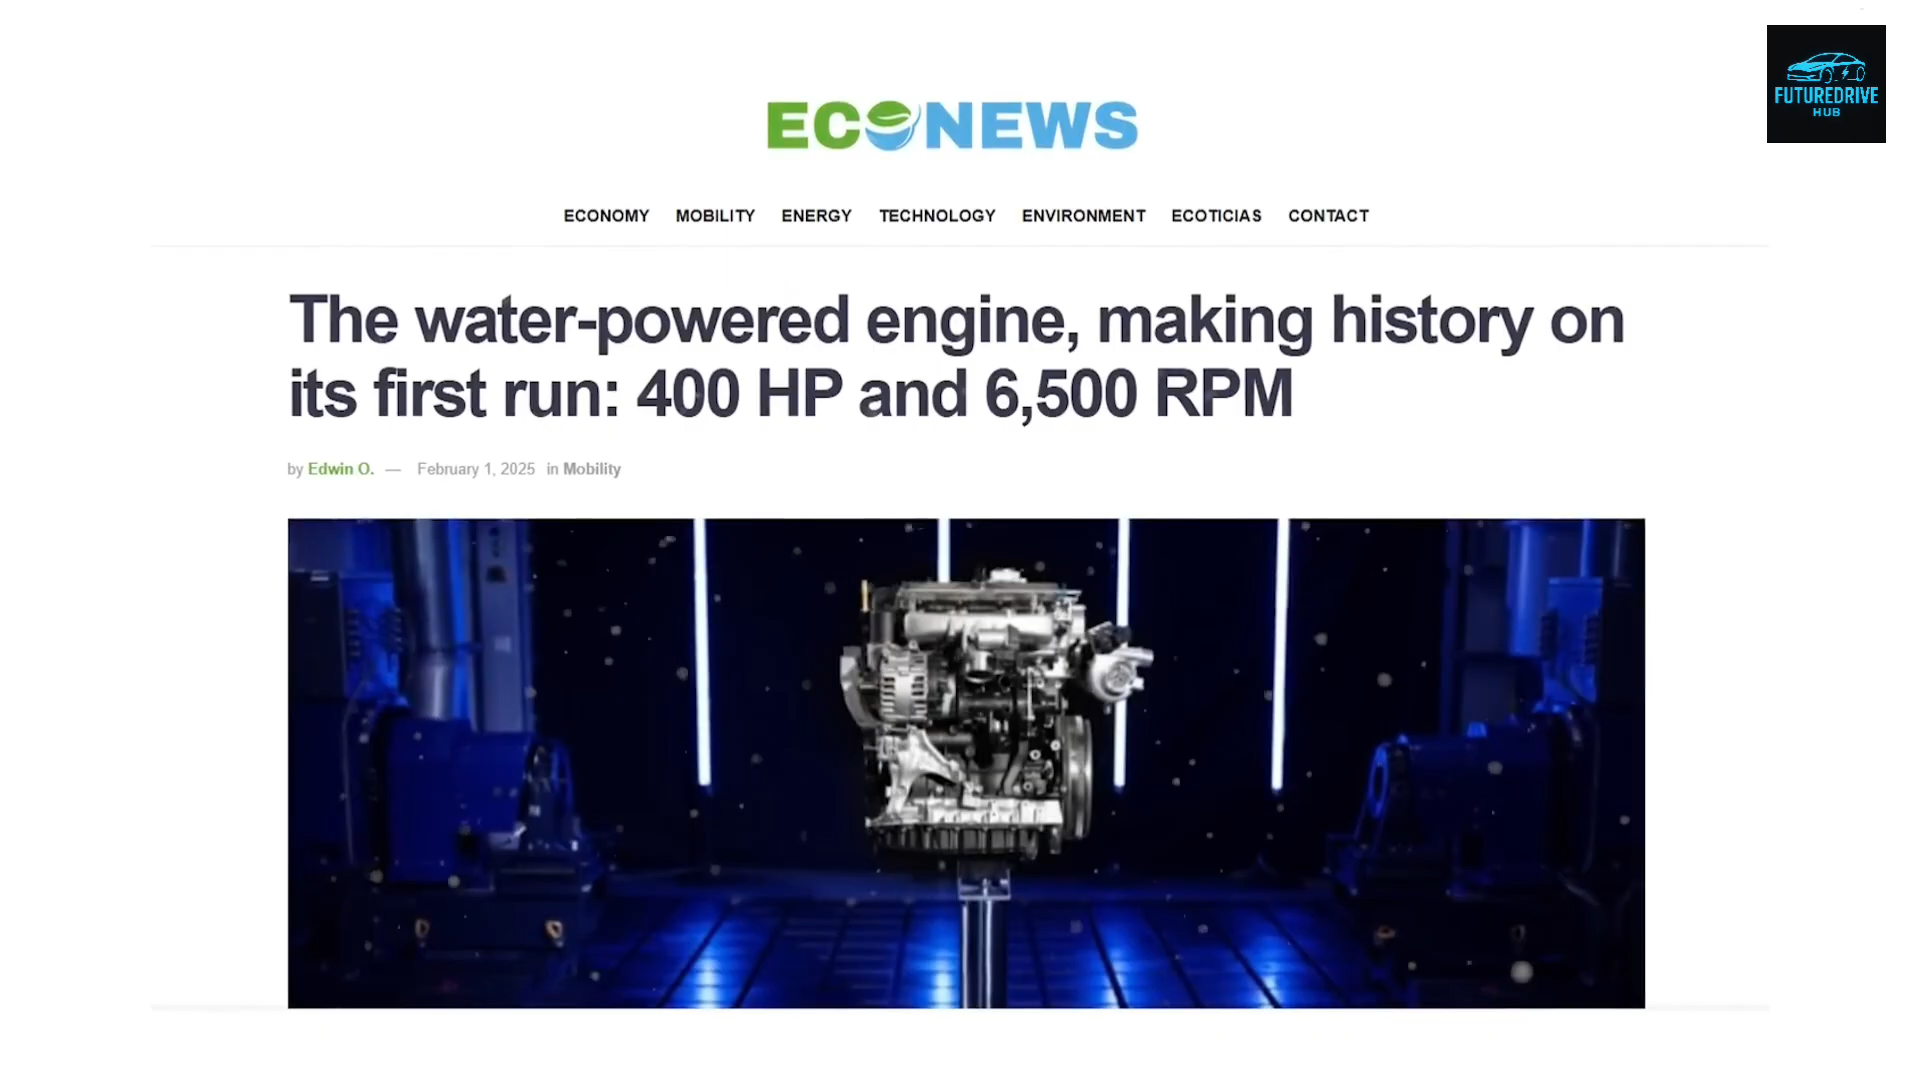 FUTUREDRIVE
HUB
ECONEWS
ECONOMY MOBILITY ENERGY TECHNOLOGY ENVIRONMENT ECOTICIAS CONTACT
The water-powered engine, making history on
its first run: 400 HP and 6,500 RPM
by Edwin O. — February 1, 2025 in Mobility